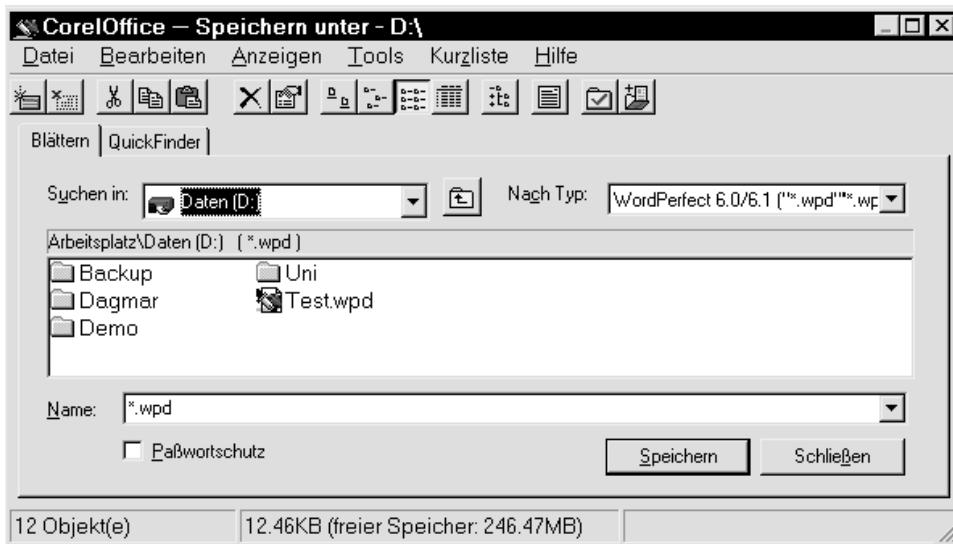 CorelOffice – Speichern unter - D:\
Datei Bearbeiten Anzeigen Tools Kurzliste Hilfe
Blättern QuickFinder
Suchen in: Daten (D: Nach Typ: WordPerfect 6.0/6.1 ("*.wpd""*.wp
Arbeitsplatz\Daten (D:) ( *.wpd )
Backup Uni
Dagmar Test.wpd
Demo
Name: *.wpd
Paßwortschutz Speichern Schließen
12 Objekt(e) 12.46KB (freier Speicher: 246.47MB)